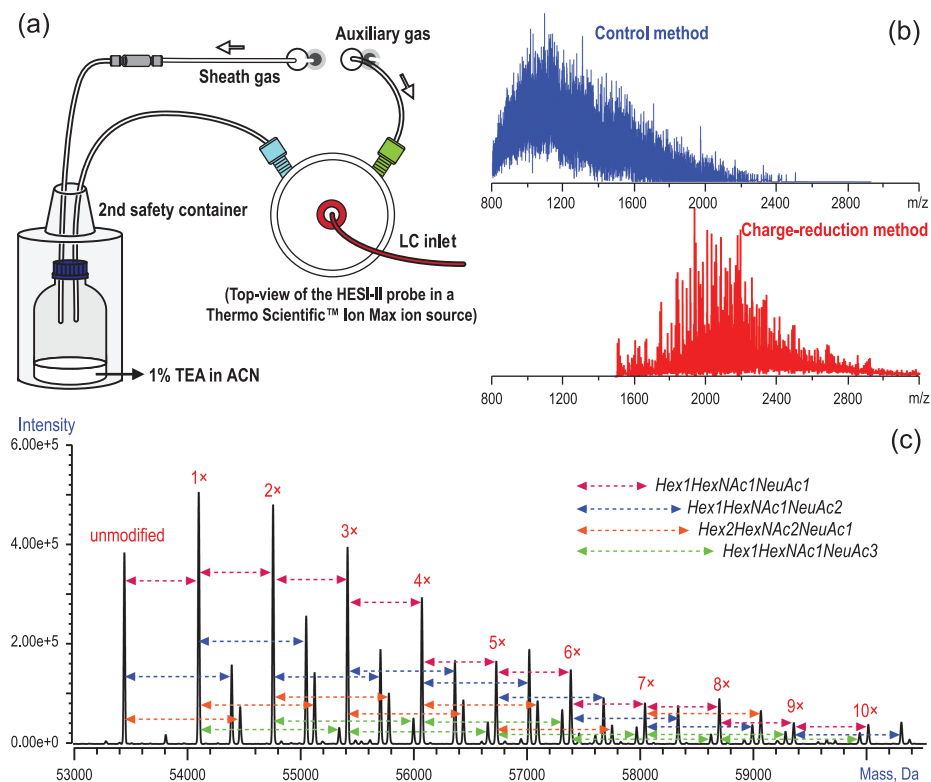 (a)
Auxiliary gas
Sheath gas
2nd safety container
LC inlet
(Top-view of the HESI-II probe in a
Thermo Scientific™ Ion Max ion source)
1% TEA in ACN
(b)
Control method
800 1200 1600 2000 2400 2800 m/z
Charge-reduction method
800 1200 1600 2000 2400 2800 m/z
(c)
Intensity
6.00e+5
4.00e+5
2.00e+5
0.00e+0
unmodified
1×
2×
3×
4×
5×
6×
7×
8×
9×
10×
Hex1HexNAc1NeuAc1
Hex1HexNAc1NeuAc2
Hex2HexNAc2NeuAc1
Hex1HexNAc1NeuAc3
53000 54000 55000 56000 57000 58000 59000 Mass, Da